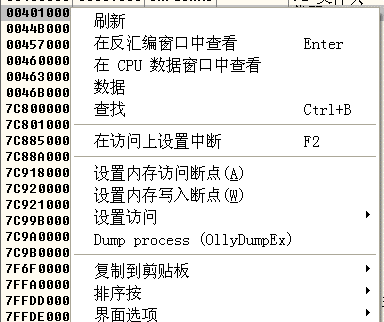 00401000
0044B000
00457000
00460000
00463000
0046B000
7C800000
7C801000
7C885000
7C88A000
7C918000
7C920000
7C921000
7C99B000
7C9A0000
7C9B0000
7F6F0000
7FFA0000
7FFDD000
7FFDE000
刷新
在反汇编窗口中查看 Enter
在 CPU 数据窗口中查看
数据
查找 Ctrl+B
在访问上设置中断 F2
设置内存访问断点(A)
设置内存写入断点(W)
设置访问
Dump process (OllyDumpEx)
复制到剪贴板
排序按
界面选项